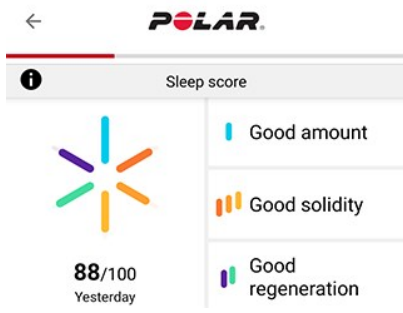 POLAR.
Sleep score
Good amount
Good solidity
88/100
Yesterday
Good
regeneration